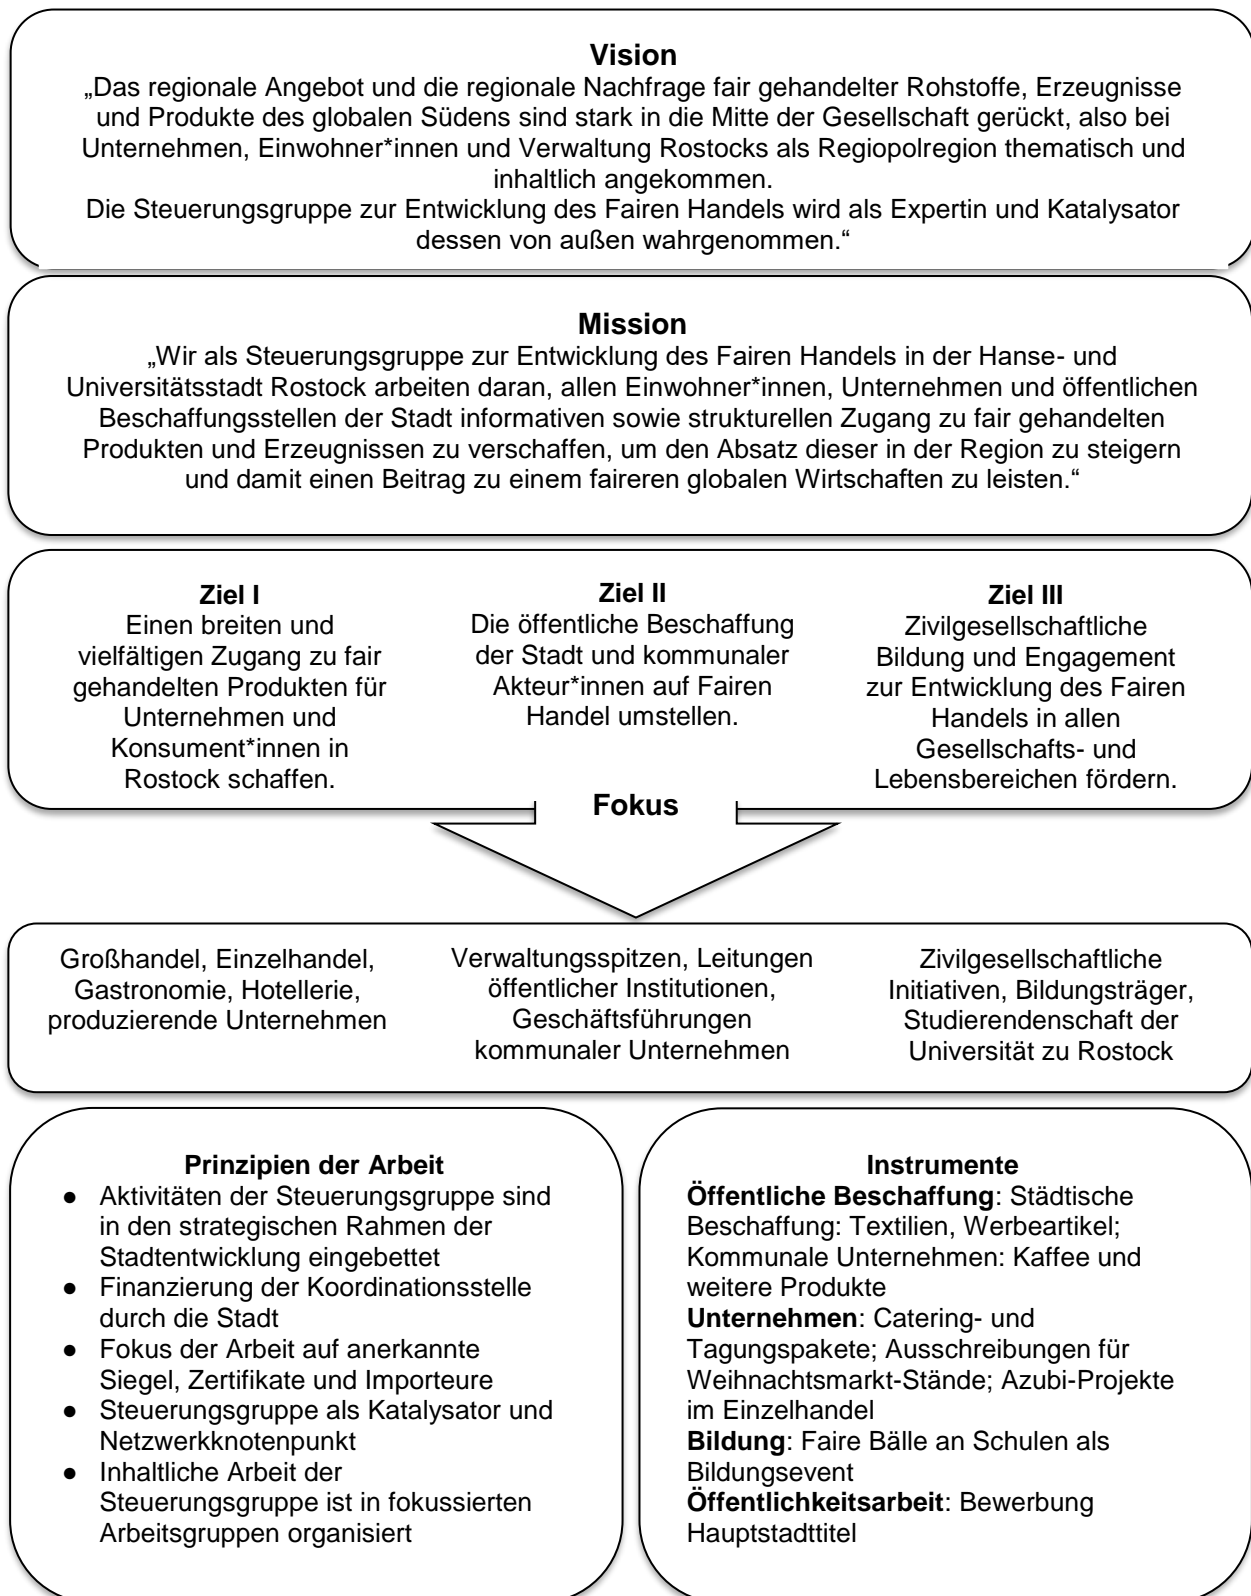 Vision
„Das regionale Angebot und die regionale Nachfrage fair gehandelter Rohstoffe, Erzeugnisse
und Produkte des globalen Südens sind stark in die Mitte der Gesellschaft gerückt, also bei
Unternehmen, Einwohner*innen und Verwaltung Rostocks als Regiopolregion thematisch und
inhaltlich angekommen.
Die Steuerungsgruppe zur Entwicklung des Fairen Handels wird als Expertin und Katalysator
dessen von außen wahrgenommen.“
Mission
„Wir als Steuerungsgruppe zur Entwicklung des Fairen Handels in der Hanse- und
Universitätsstadt Rostock arbeiten daran, allen Einwohner*innen, Unternehmen und öffentlichen
Beschaffungsstellen der Stadt informativen sowie strukturellen Zugang zu fair gehandelten
Produkten und Erzeugnissen zu verschaffen, um den Absatz dieser in der Region zu steigern
und damit einen Beitrag zu einem faireren globalen Wirtschaften zu leisten.“
Ziel I
Einen breiten und
vielfältigen Zugang zu fair
gehandelten Produkten für
Unternehmen und
Konsument*innen in
Rostock schaffen.
Ziel II
Die öffentliche Beschaffung
der Stadt und kommunaler
Akteur*innen auf Fairen
Handel umstellen.
Ziel III
Zivilgesellschaftliche
Bildung und Engagement
zur Entwicklung des Fairen
Handels in allen
Gesellschafts- und
Lebensbereichen fördern.
Fokus
Großhandel, Einzelhandel,
Gastronomie, Hotellerie,
produzierende Unternehmen
Verwaltungsspitzen, Leitungen
öffentlicher Institutionen,
Geschäftsführungen
kommunaler Unternehmen
Zivilgesellschaftliche
Initiativen, Bildungsträger,
Studierendenschaft der
Universität zu Rostock
Prinzipien der Arbeit
● Aktivitäten der Steuerungsgruppe sind
in den strategischen Rahmen der
Stadtentwicklung eingebettet
● Finanzierung der Koordinationsstelle
durch die Stadt
● Fokus der Arbeit auf anerkannte
Siegel, Zertifikate und Importeure
● Steuerungsgruppe als Katalysator und
Netzwerkknotenpunkt
● Inhaltliche Arbeit der
Steuerungsgruppe ist in fokussierten
Arbeitsgruppen organisiert
Instrumente
Öffentliche Beschaffung: Städtische
Beschaffung: Textilien, Werbeartikel;
Kommunale Unternehmen: Kaffee und
weitere Produkte
Unternehmen: Catering- und
Tagungspakete; Ausschreibungen für
Weihnachtsmarkt-Stände; Azubi-Projekte
im Einzelhandel
Bildung: Faire Bälle an Schulen als
Bildungsevent
Öffentlichkeitsarbeit: Bewerbung
Hauptstadttitel